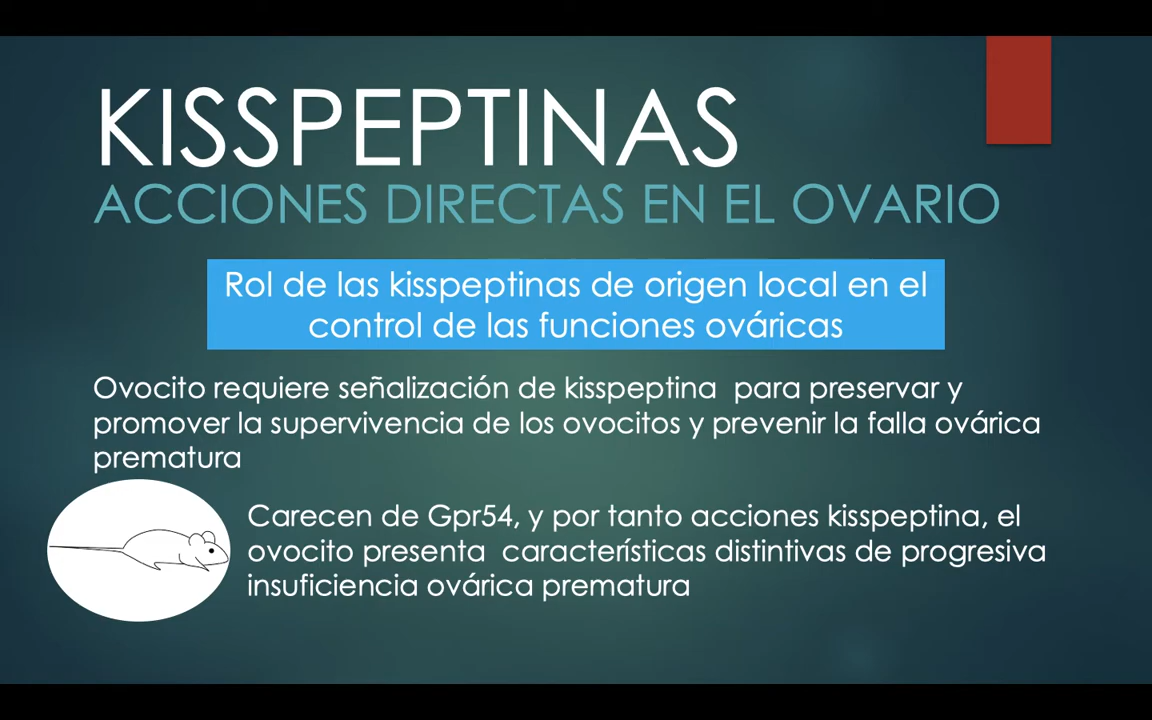 KISSPEPTINAS
ACCIONES DIRECTAS EN EL OVARIO
Rol de las kisspeptinas de origen local en el
control de las funciones ováricas
Ovocito requiere señalización de kisspeptina para preservar y
promover la supervivencia de los ovocitos y prevenir la falla ovárica
prematura
Carecen de Gpr54, y por tanto acciones kisspeptina, el
ovocito presenta características distintivas de progresiva
insuficiencia ovárica prematura